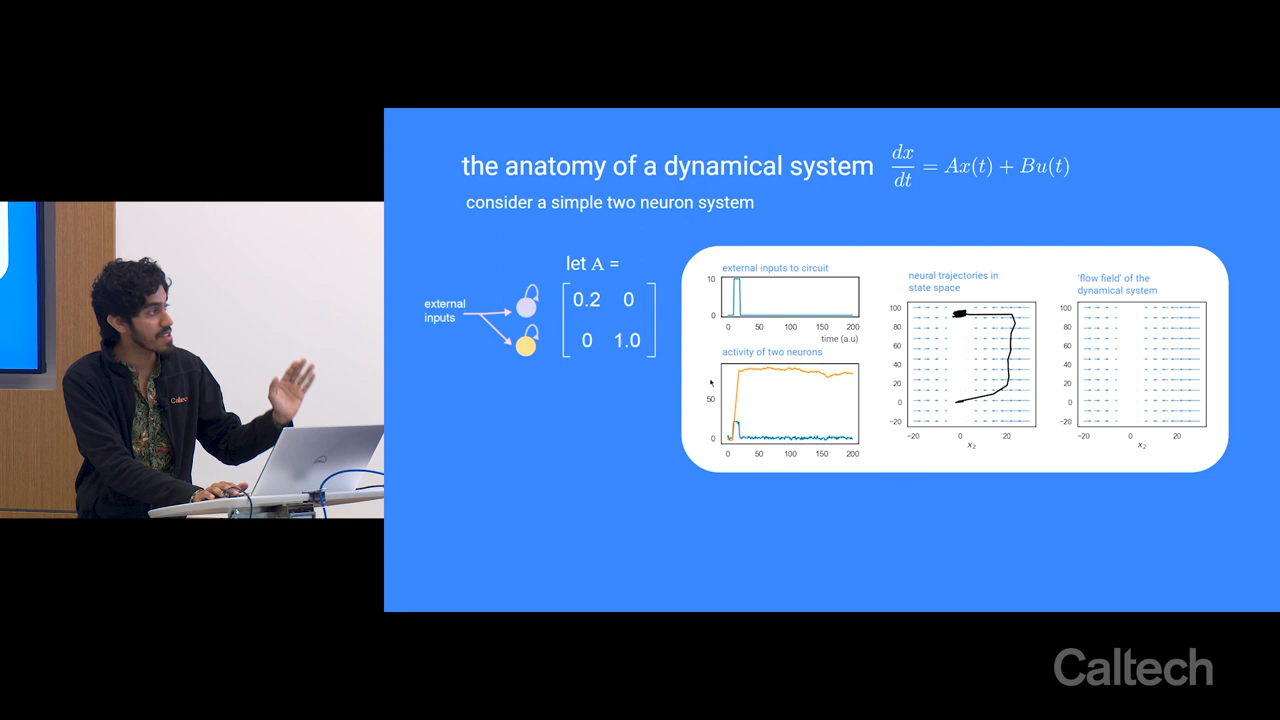 the anatomy of a dynamical system dx/dt = Ax(t) + Bu(t)
consider a simple two neuron system
let A =
0.2 0
0 1.0
external
inputs
external inputs to circuit
10
0
0 50 100 150 200
time (a.u)
activity of two neurons
50
0
0 50 100 150 200
neural trajectories in
state space
100
80
60
40
20
0
−20
−20 0 20
x₂
'flow field' of the
dynamical system
100
80
60
40
20
0
−20
−20 0 20
x₂
Caltech
Caltech